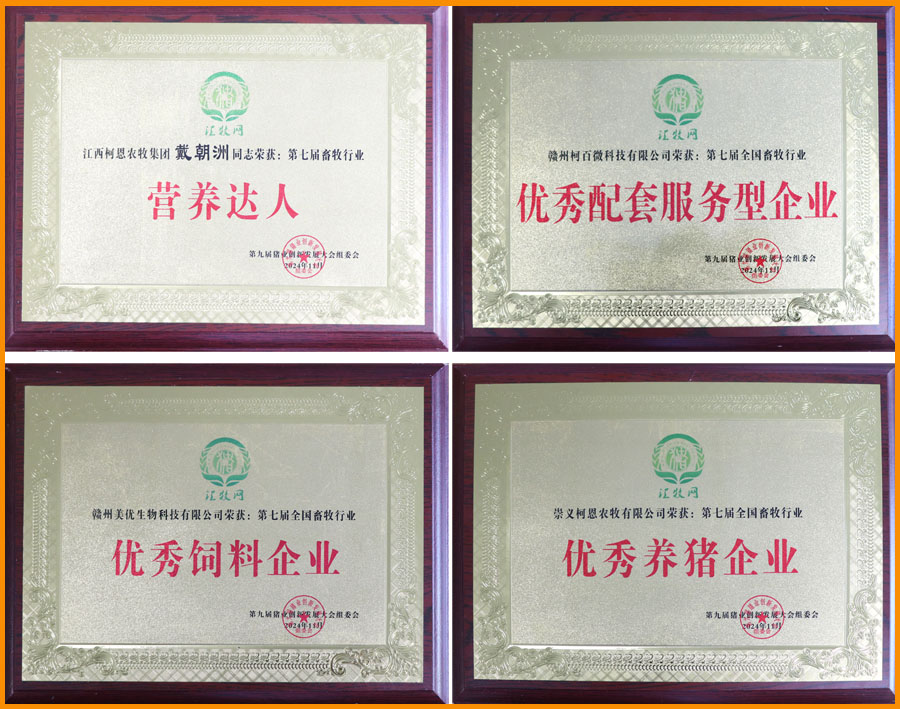 汇牧网
江西柯恩农牧集团 戴朝洲 同志荣获：第七届畜牧行业
营养达人
第九届猪业创新发展大会组委会
2024年11月
汇牧网
赣州柯百微科技有限公司荣获：第七届全国畜牧行业
优秀配套服务型企业
第九届猪业创新发展大会组委会
2024年11月
汇牧网
赣州美优生物科技有限公司荣获：第七届全国畜牧行业
优秀饲料企业
第九届猪业创新发展大会组委会
2024年11月
汇牧网
崇义柯恩农牧有限公司荣获：第七届全国畜牧行业
优秀养猪企业
第九届猪业创新发展大会组委会
2024年11月